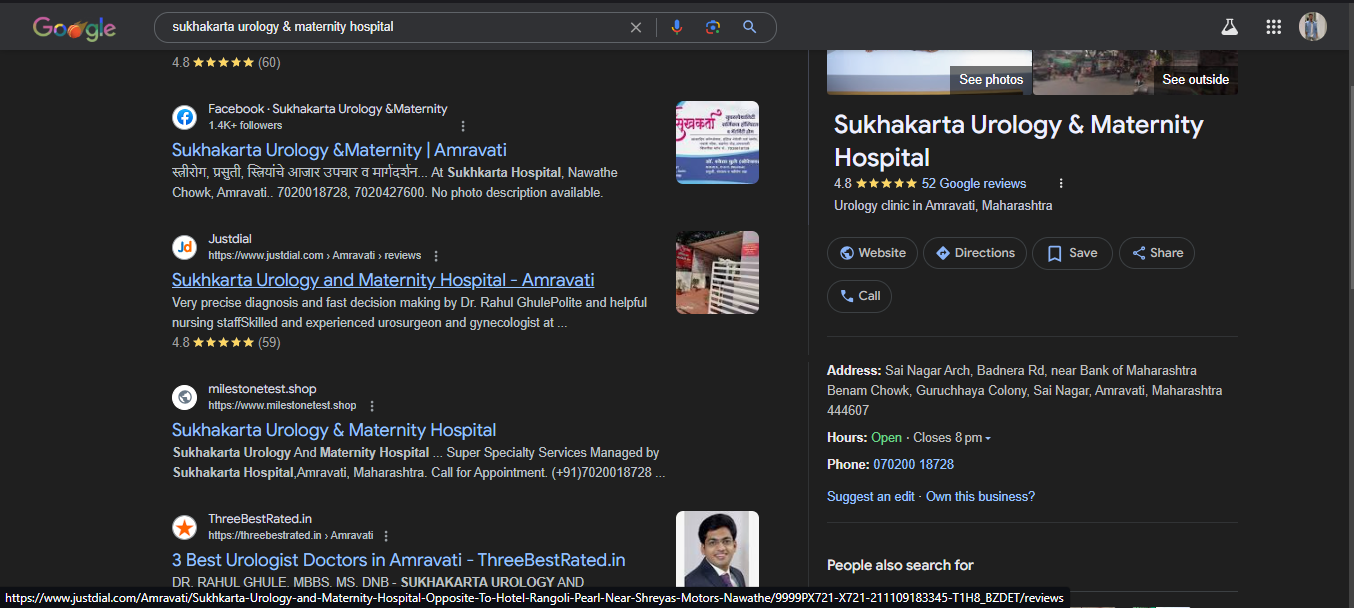 Google
sukhakarta urology & maternity hospital
4.8 ★★★★★ (60)
Facebook · Sukhakarta Urology &Maternity
1.4K+ followers
Sukhakarta Urology &Maternity | Amravati
स्त्रीरोग, प्रसुती, स्त्रियांचे आजार उपचार व मार्गदर्शन... At Sukhkarta Hospital, Nawathe
Chowk, Amravati.. 7020018728, 7020427600. No photo description available.
सुखकर्ता
Jd
Justdial
https://www.justdial.com › Amravati › reviews
Sukhkarta Urology and Maternity Hospital - Amravati
Very precise diagnosis and fast decision making by Dr. Rahul GhulePolite and helpful
nursing staffSkilled and experienced urosurgeon and gynecologist at ...
4.8 ★★★★★ (59)
milestonetest.shop
https://www.milestonetest.shop
Sukhakarta Urology & Maternity Hospital
Sukhakarta Urology And Maternity Hospital ... Super Specialty Services Managed by
Sukhakarta Hospital,Amravati, Maharashtra. Call for Appointment. (+91)7020018728 ...
ThreeBestRated.in
https://threebestrated.in › Amravati
3 Best Urologist Doctors in Amravati - ThreeBestRated.in
DR. RAHUL GHULE, MBBS, MS, DNB - SUKHAKARTA UROLOGY AND
https://www.justdial.com/Amravati/Sukhkarta-Urology-and-Maternity-Hospital-Opposite-To-Hotel-Rangoli-Pearl-Near-Shreyas-Motors-Nawathe/9999PX721-X721-211109183345-T1H8_BZDET/reviews
See photos
See outside
Sukhakarta Urology & Maternity
Hospital
4.8 ★★★★★ 52 Google reviews
Urology clinic in Amravati, Maharashtra
Website
Directions
Save
Share
Call
Address: Sai Nagar Arch, Badnera Rd, near Bank of Maharashtra
Benam Chowk, Guruchhaya Colony, Sai Nagar, Amravati, Maharashtra
444607
Hours: Open · Closes 8 pm
Phone: 070200 18728
Suggest an edit · Own this business?
People also search for